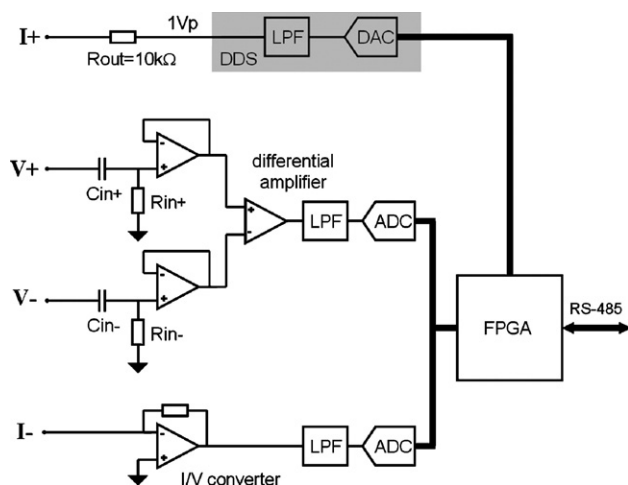 I+
Rout=10kΩ
1Vp
DDS
LPF
DAC
V+
Cin+
Rin+
-
+
differential
amplifier
+
-
LPF
ADC
V-
Cin-
Rin-
-
+
FPGA
RS-485
I-
-
+
I/V converter
LPF
ADC